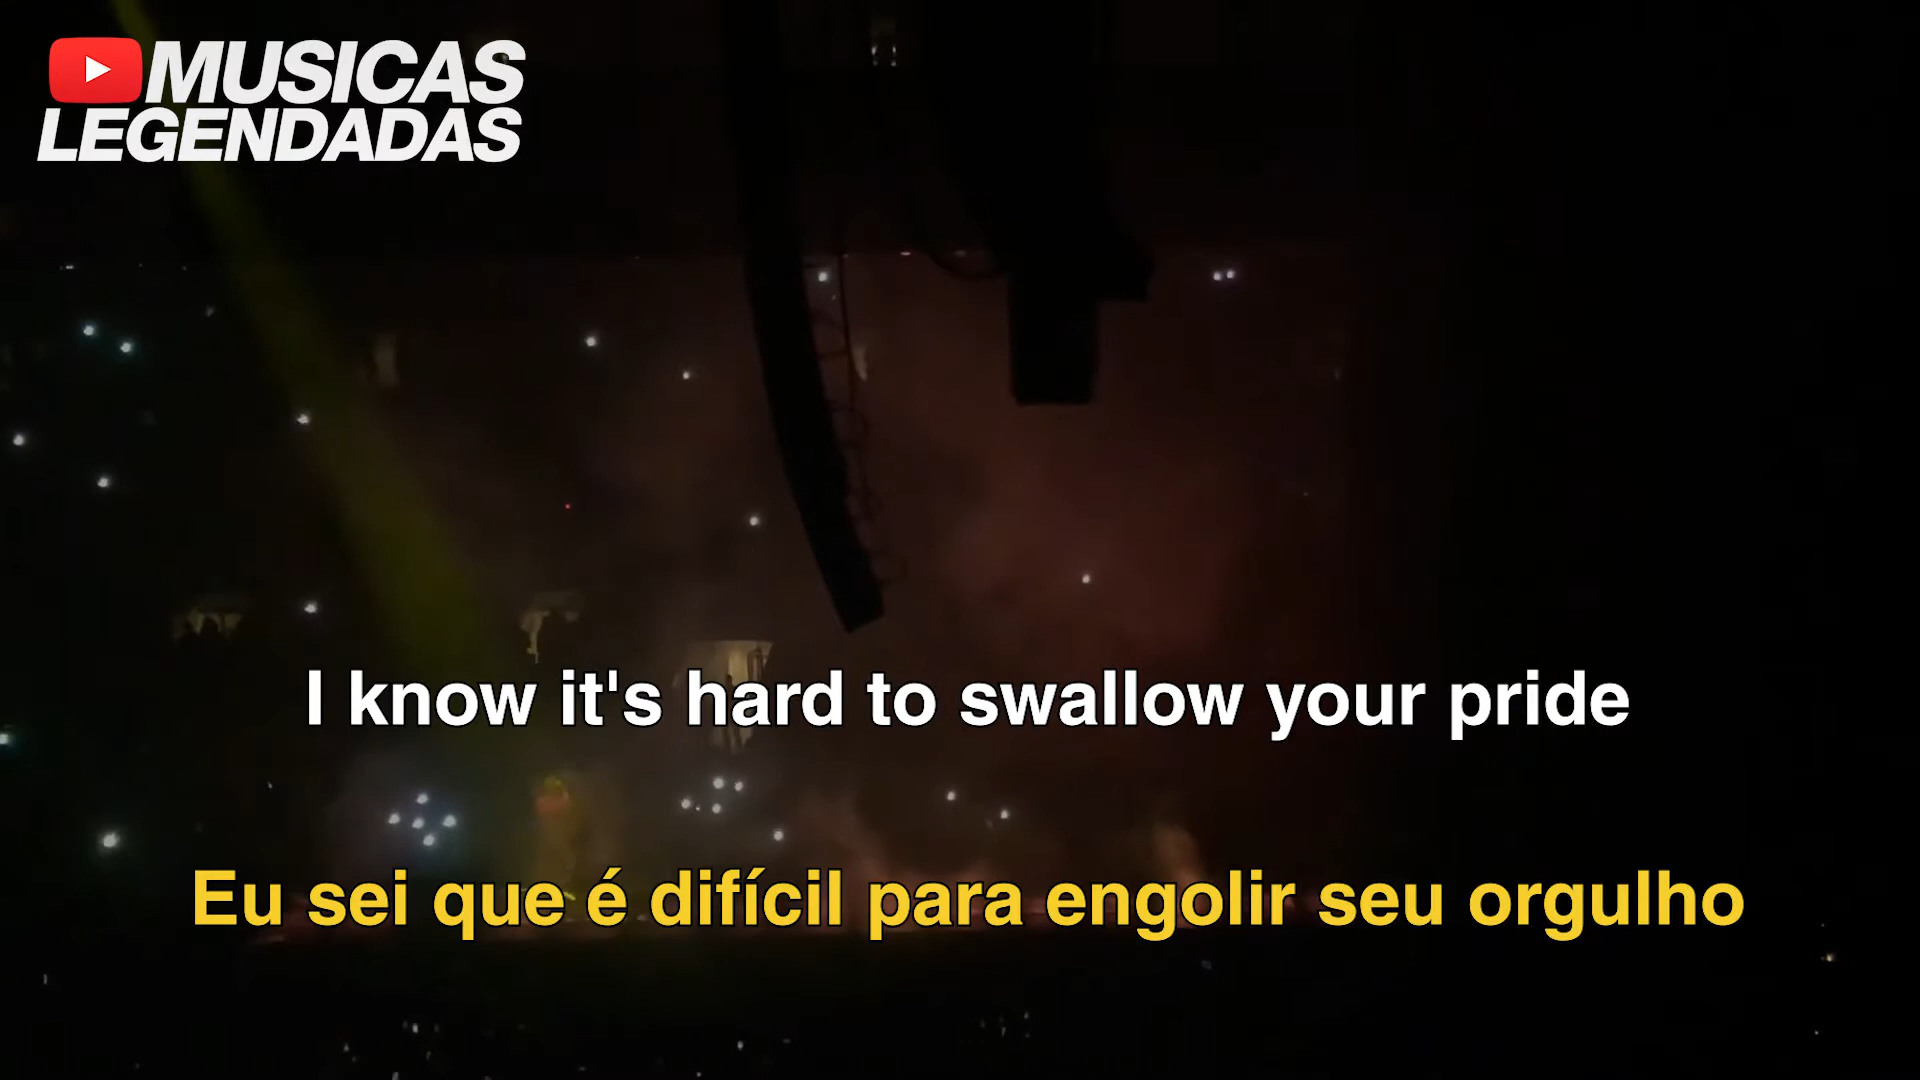 MUSICAS
LEGENDADAS
I know it's hard to swallow your pride
Eu sei que é difícil para engolir seu orgulho